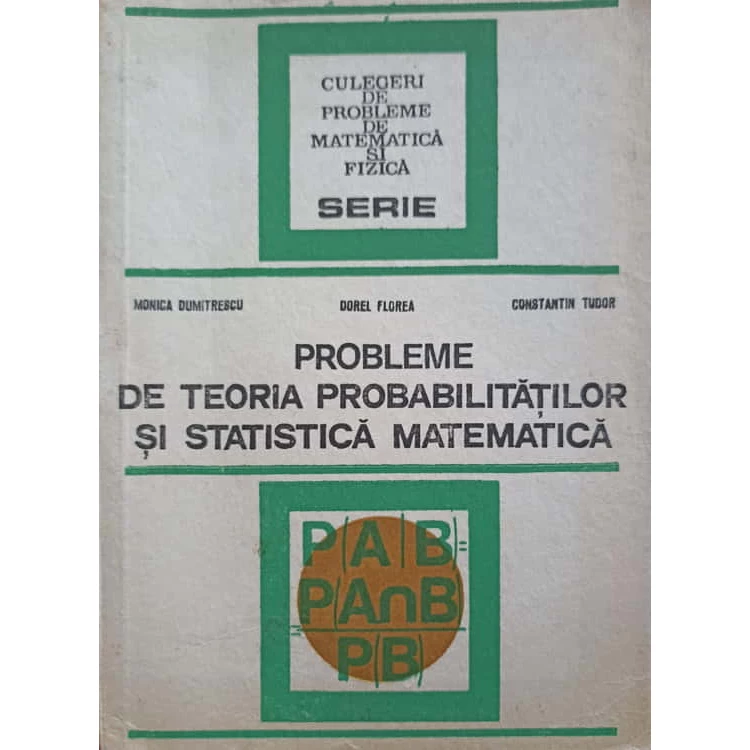 CULEGERI
DE
PROBLEME
DE
MATEMATICĂ
SI
FIZICĂ
SERIE
MONICA DUMITRESCU DOREL FLOREA CONSTANTIN TUDOR
PROBLEME
DE TEORIA PROBABILITĂȚILOR
ȘI STATISTICĂ MATEMATICĂ
P(A|B)=
=P(A∩B)
P(B)